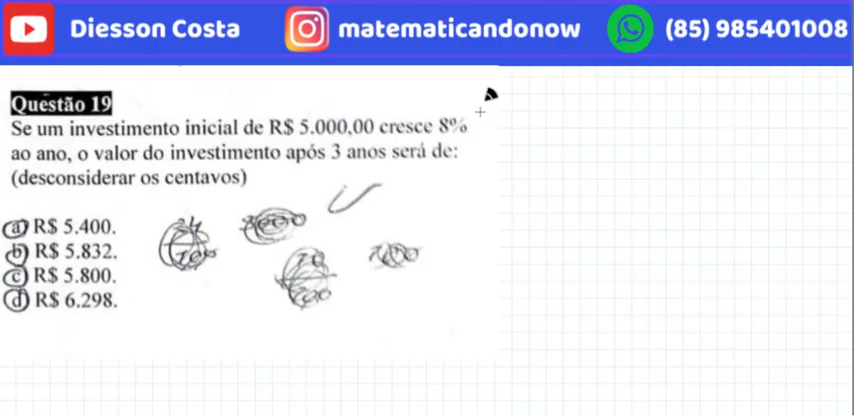 Diesson Costa matematicandonow (85) 985401008
Questão 19
Se um investimento inicial de R$ 5.000,00 cresce 8%
ao ano, o valor do investimento após 3 anos será de:
(desconsiderar os centavos)
a) R$ 5.400.
b) R$ 5.832.
c) R$ 5.800.
d) R$ 6.298.